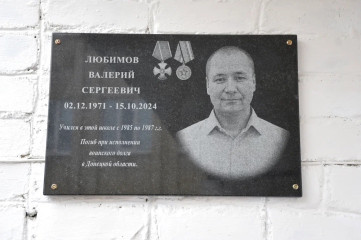 ЛЮБИМОВ
ВАЛЕРИЙ
СЕРГЕЕВИЧ
02.12.1971 - 15.10.2024
Учился в этой школе с 1985 по 1987 г.г.
Погиб при исполнении
воинского долга
в Донецкой области.